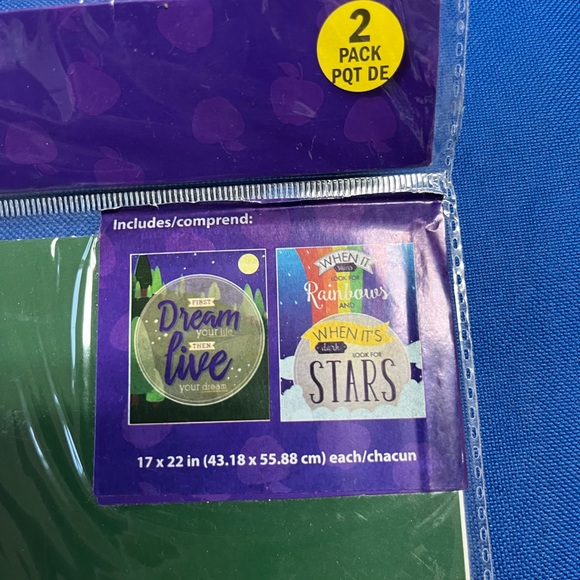 2
PACK
PQT DE
Includes/comprend:
FIRST
Dream
your life
THEN
live
your dream
WHEN IT
LOOK FOR
Rainbows
AND
WHEN IT'S
dark
LOOK FOR
STARS
17 x 22 in (43.18 x 55.88 cm) each/chacun